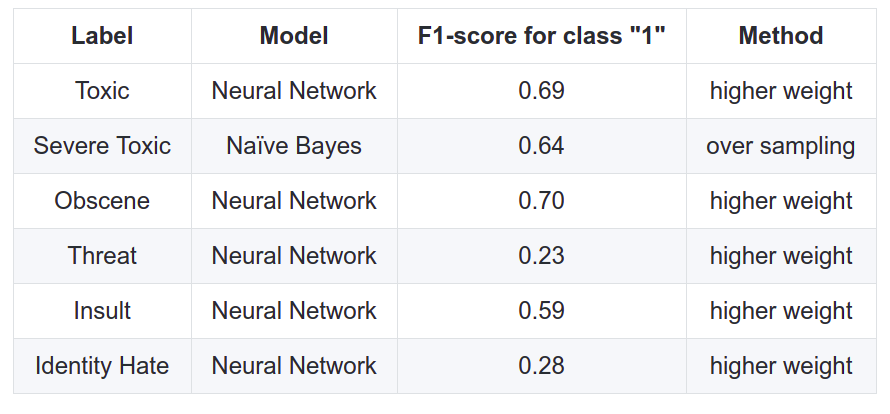 Label Model F1-score for class "1" Method
Toxic Neural Network 0.69 higher weight
Severe Toxic Naïve Bayes 0.64 over sampling
Obscene Neural Network 0.70 higher weight
Threat Neural Network 0.23 higher weight
Insult Neural Network 0.59 higher weight
Identity Hate Neural Network 0.28 higher weight